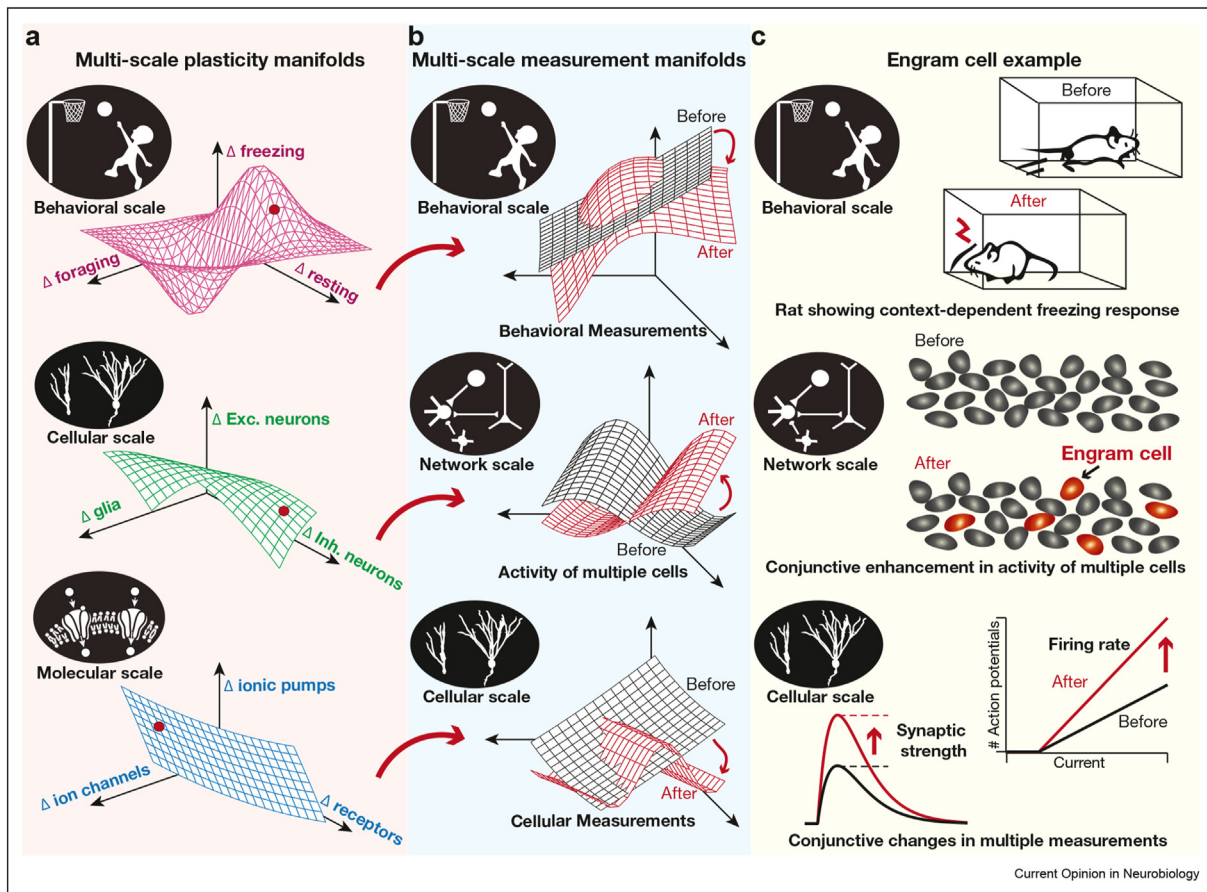 a
Multi-scale plasticity manifolds
Behavioral scale
Δ freezing
Δ foraging
Δ resting
Cellular scale
Δ Exc. neurons
Δ glia
Δ Inh. neurons
Molecular scale
Δ ionic pumps
Δ ion channels
Δ receptors
b
Multi-scale measurement manifolds
Behavioral scale
Before
After
Behavioral Measurements
Network scale
After
Before
Activity of multiple cells
Cellular scale
Before
After
Cellular Measurements
c
Engram cell example
Behavioral scale
Before
After
Rat showing context-dependent freezing response
Network scale
Before
After
Engram cell
Conjunctive enhancement in activity of multiple cells
Cellular scale
Synaptic
strength
# Action potentials
Firing rate
After
Before
Current
Conjunctive changes in multiple measurements
Current Opinion in Neurobiology